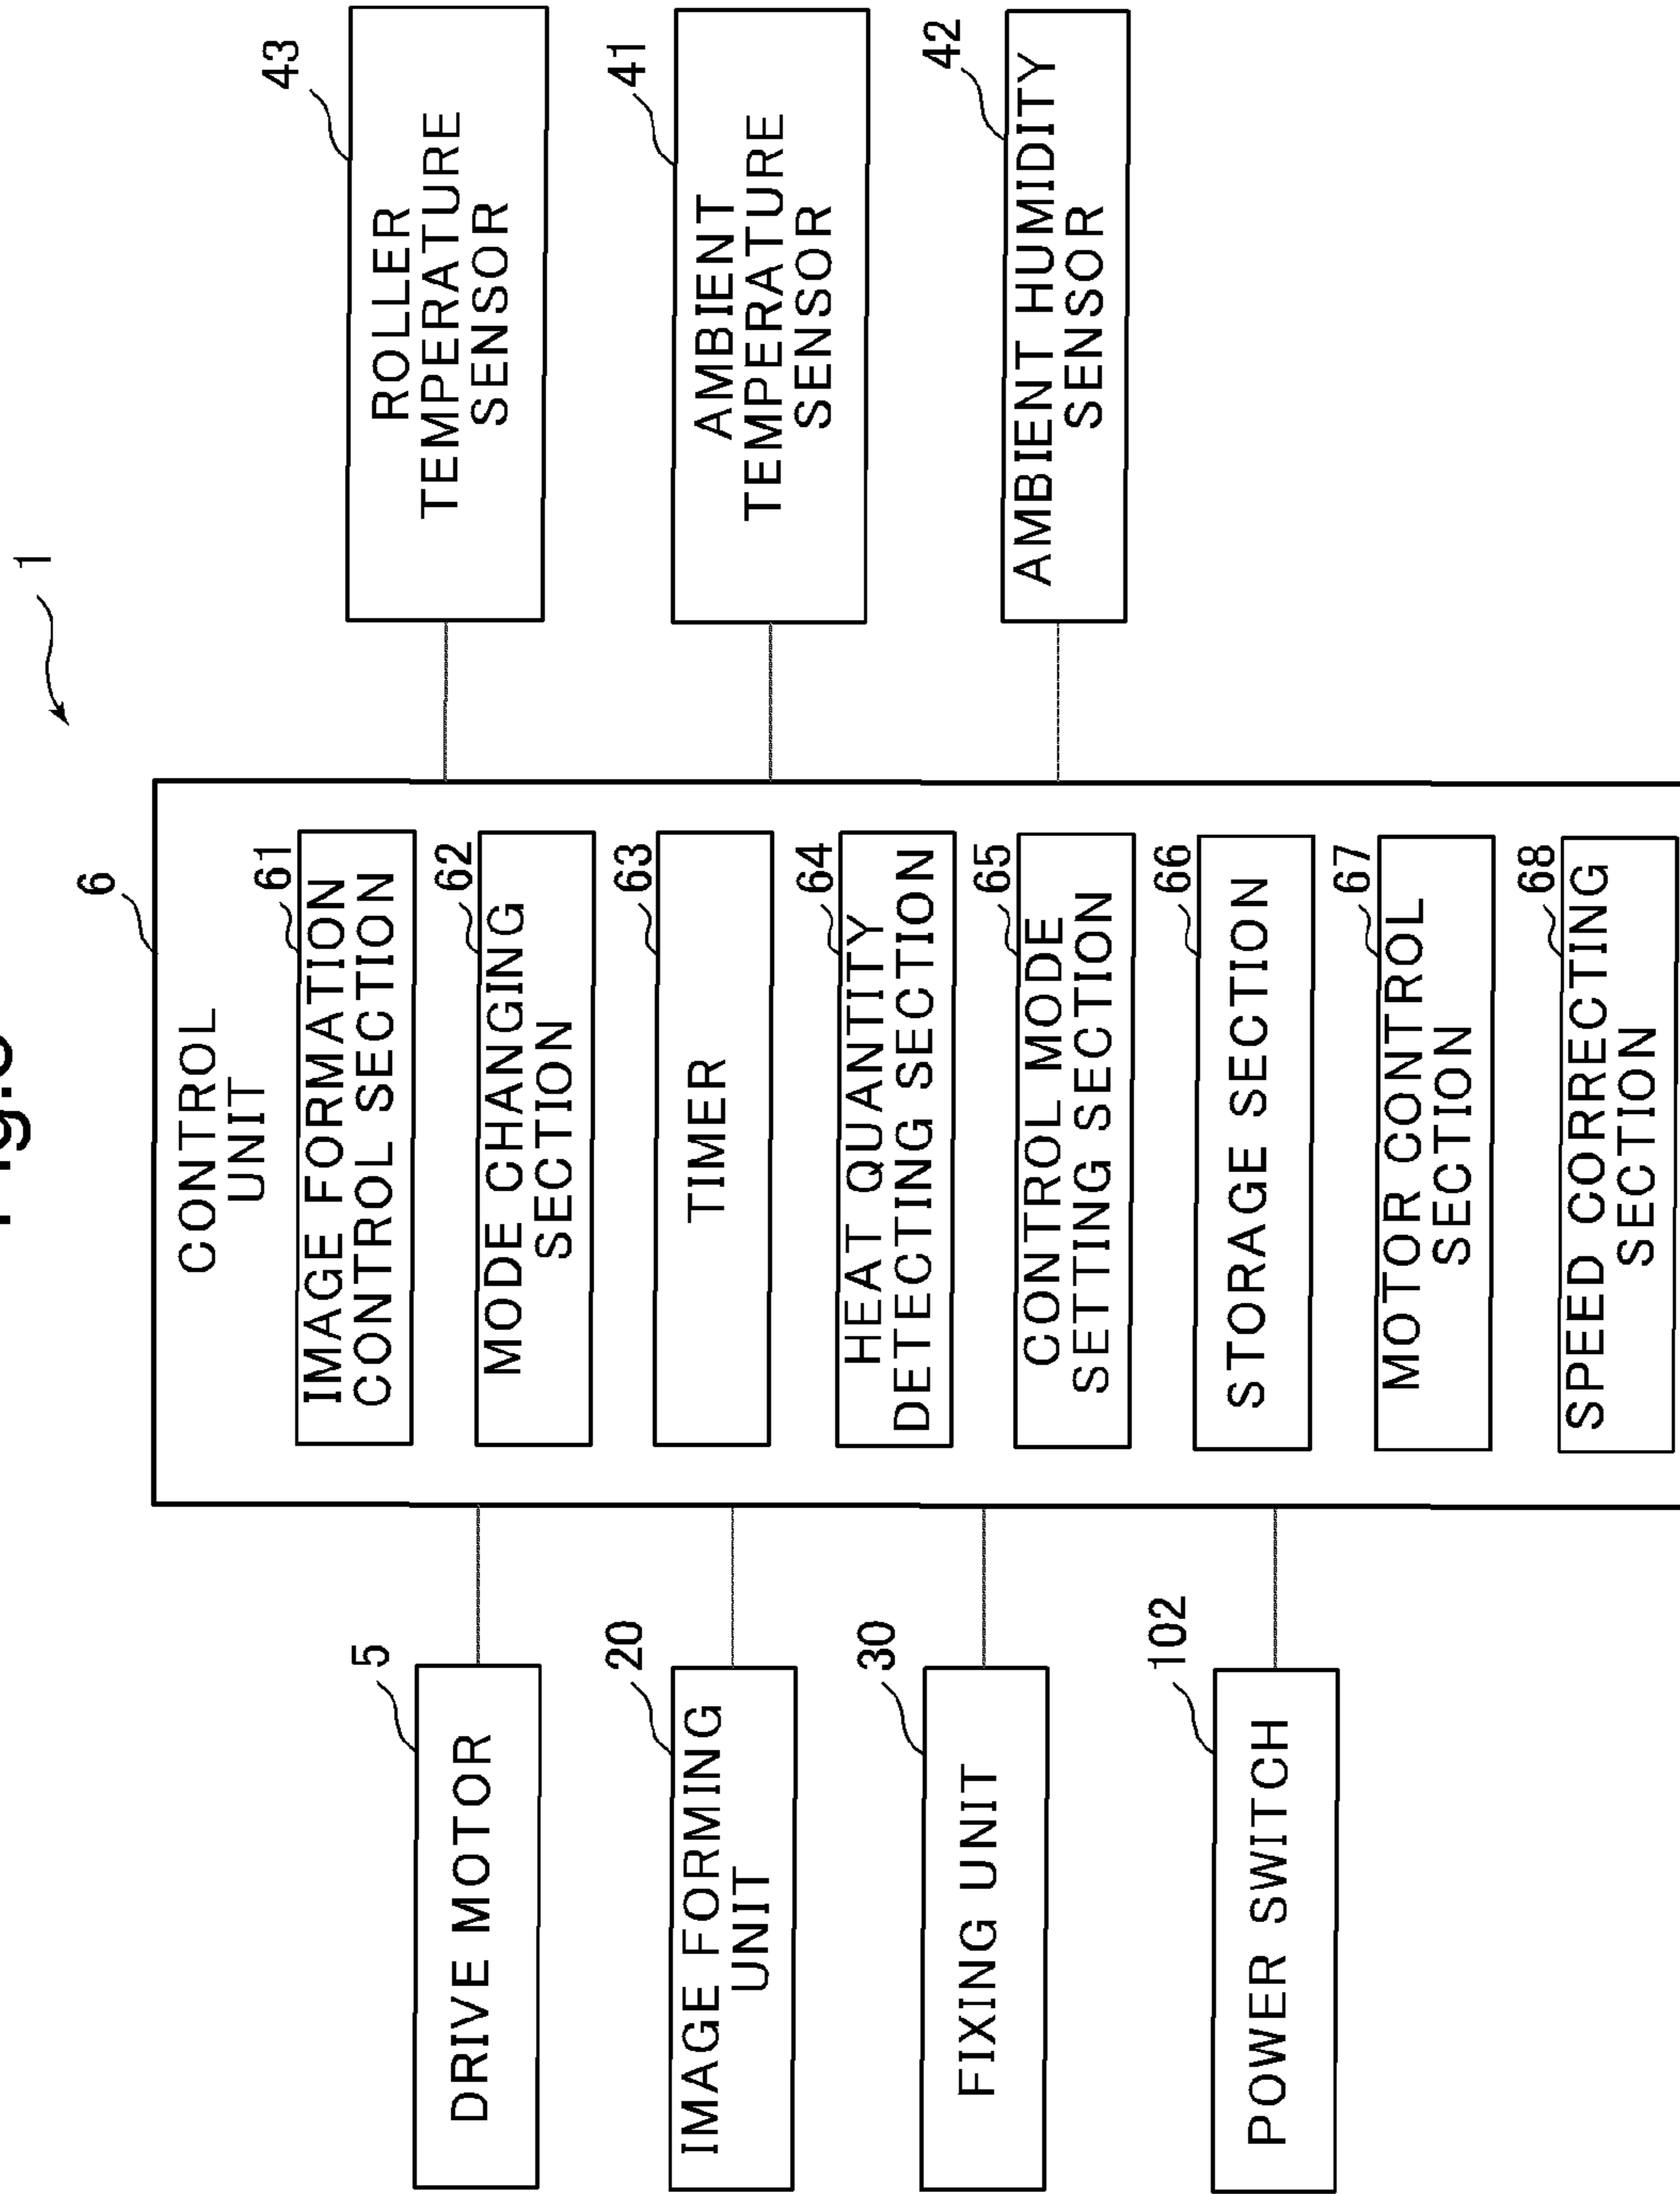 1
6
CONTROL
UNIT
5
DRIVE MOTOR
20
IMAGE FORMING
UNIT
30
FIXING UNIT
102
POWER SWITCH
61
IMAGE FORMATION
CONTROL SECTION
62
MODE CHANGING
SECTION
63
TIMER
64
HEAT QUANTITY
DETECTING SECTION
65
CONTROL MODE
SETTING SECTION
66
STORAGE SECTION
67
MOTOR CONTROL
SECTION
68
SPEED CORRECTING
SECTION
43
ROLLER
TEMPERATURE
SENSOR
41
AMBIENT
TEMPERATURE
SENSOR
42
AMBIENT HUMIDITY
SENSOR